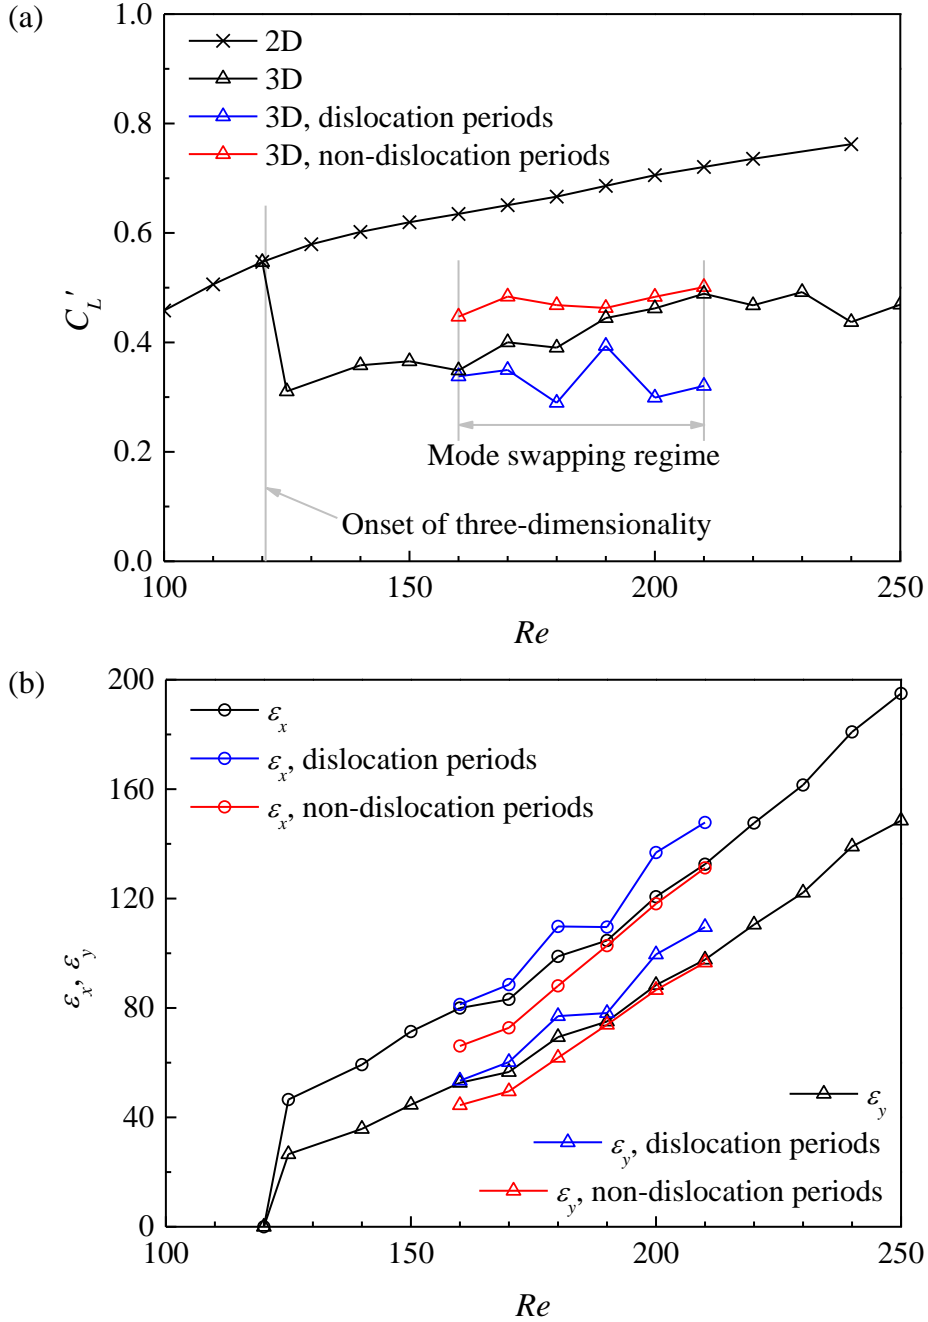 (a)
1.0
0.8
0.6
0.4
0.2
0.0
C_L'
2D
3D
3D, dislocation periods
3D, non-dislocation periods
Mode swapping regime
Onset of three-dimensionality
100 150 200 250
Re
(b)
200
160
120
80
40
0
ε_x, ε_y
ε_x
ε_x, dislocation periods
ε_x, non-dislocation periods
ε_y
ε_y, dislocation periods
ε_y, non-dislocation periods
100 150 200 250
Re